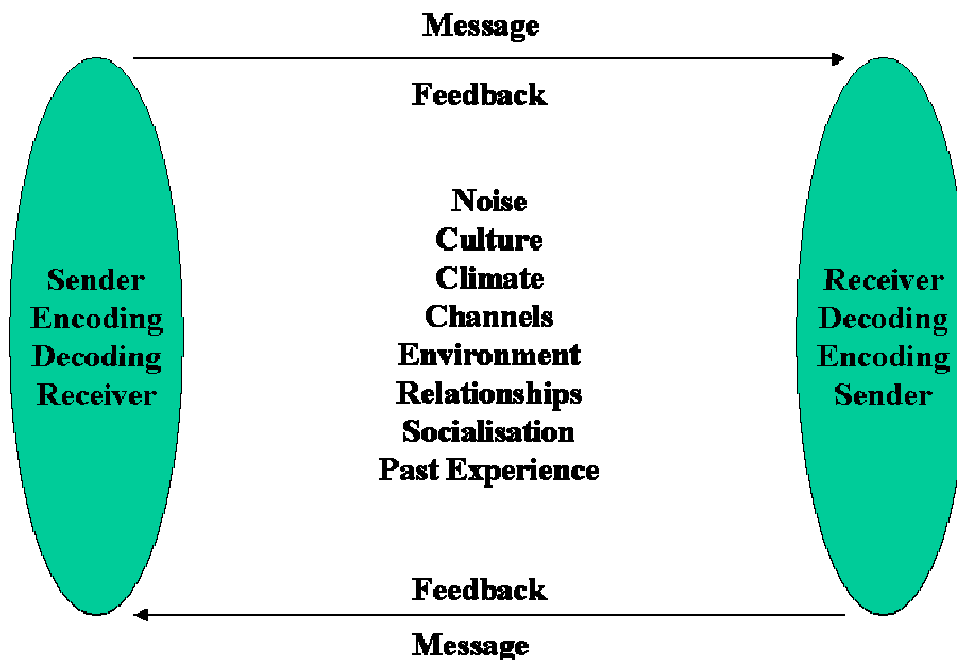 Message
Feedback
Sender
Encoding
Decoding
Receiver
Noise
Culture
Climate
Channels
Environment
Relationships
Socialisation
Past Experience
Receiver
Decoding
Encoding
Sender
Feedback
Message